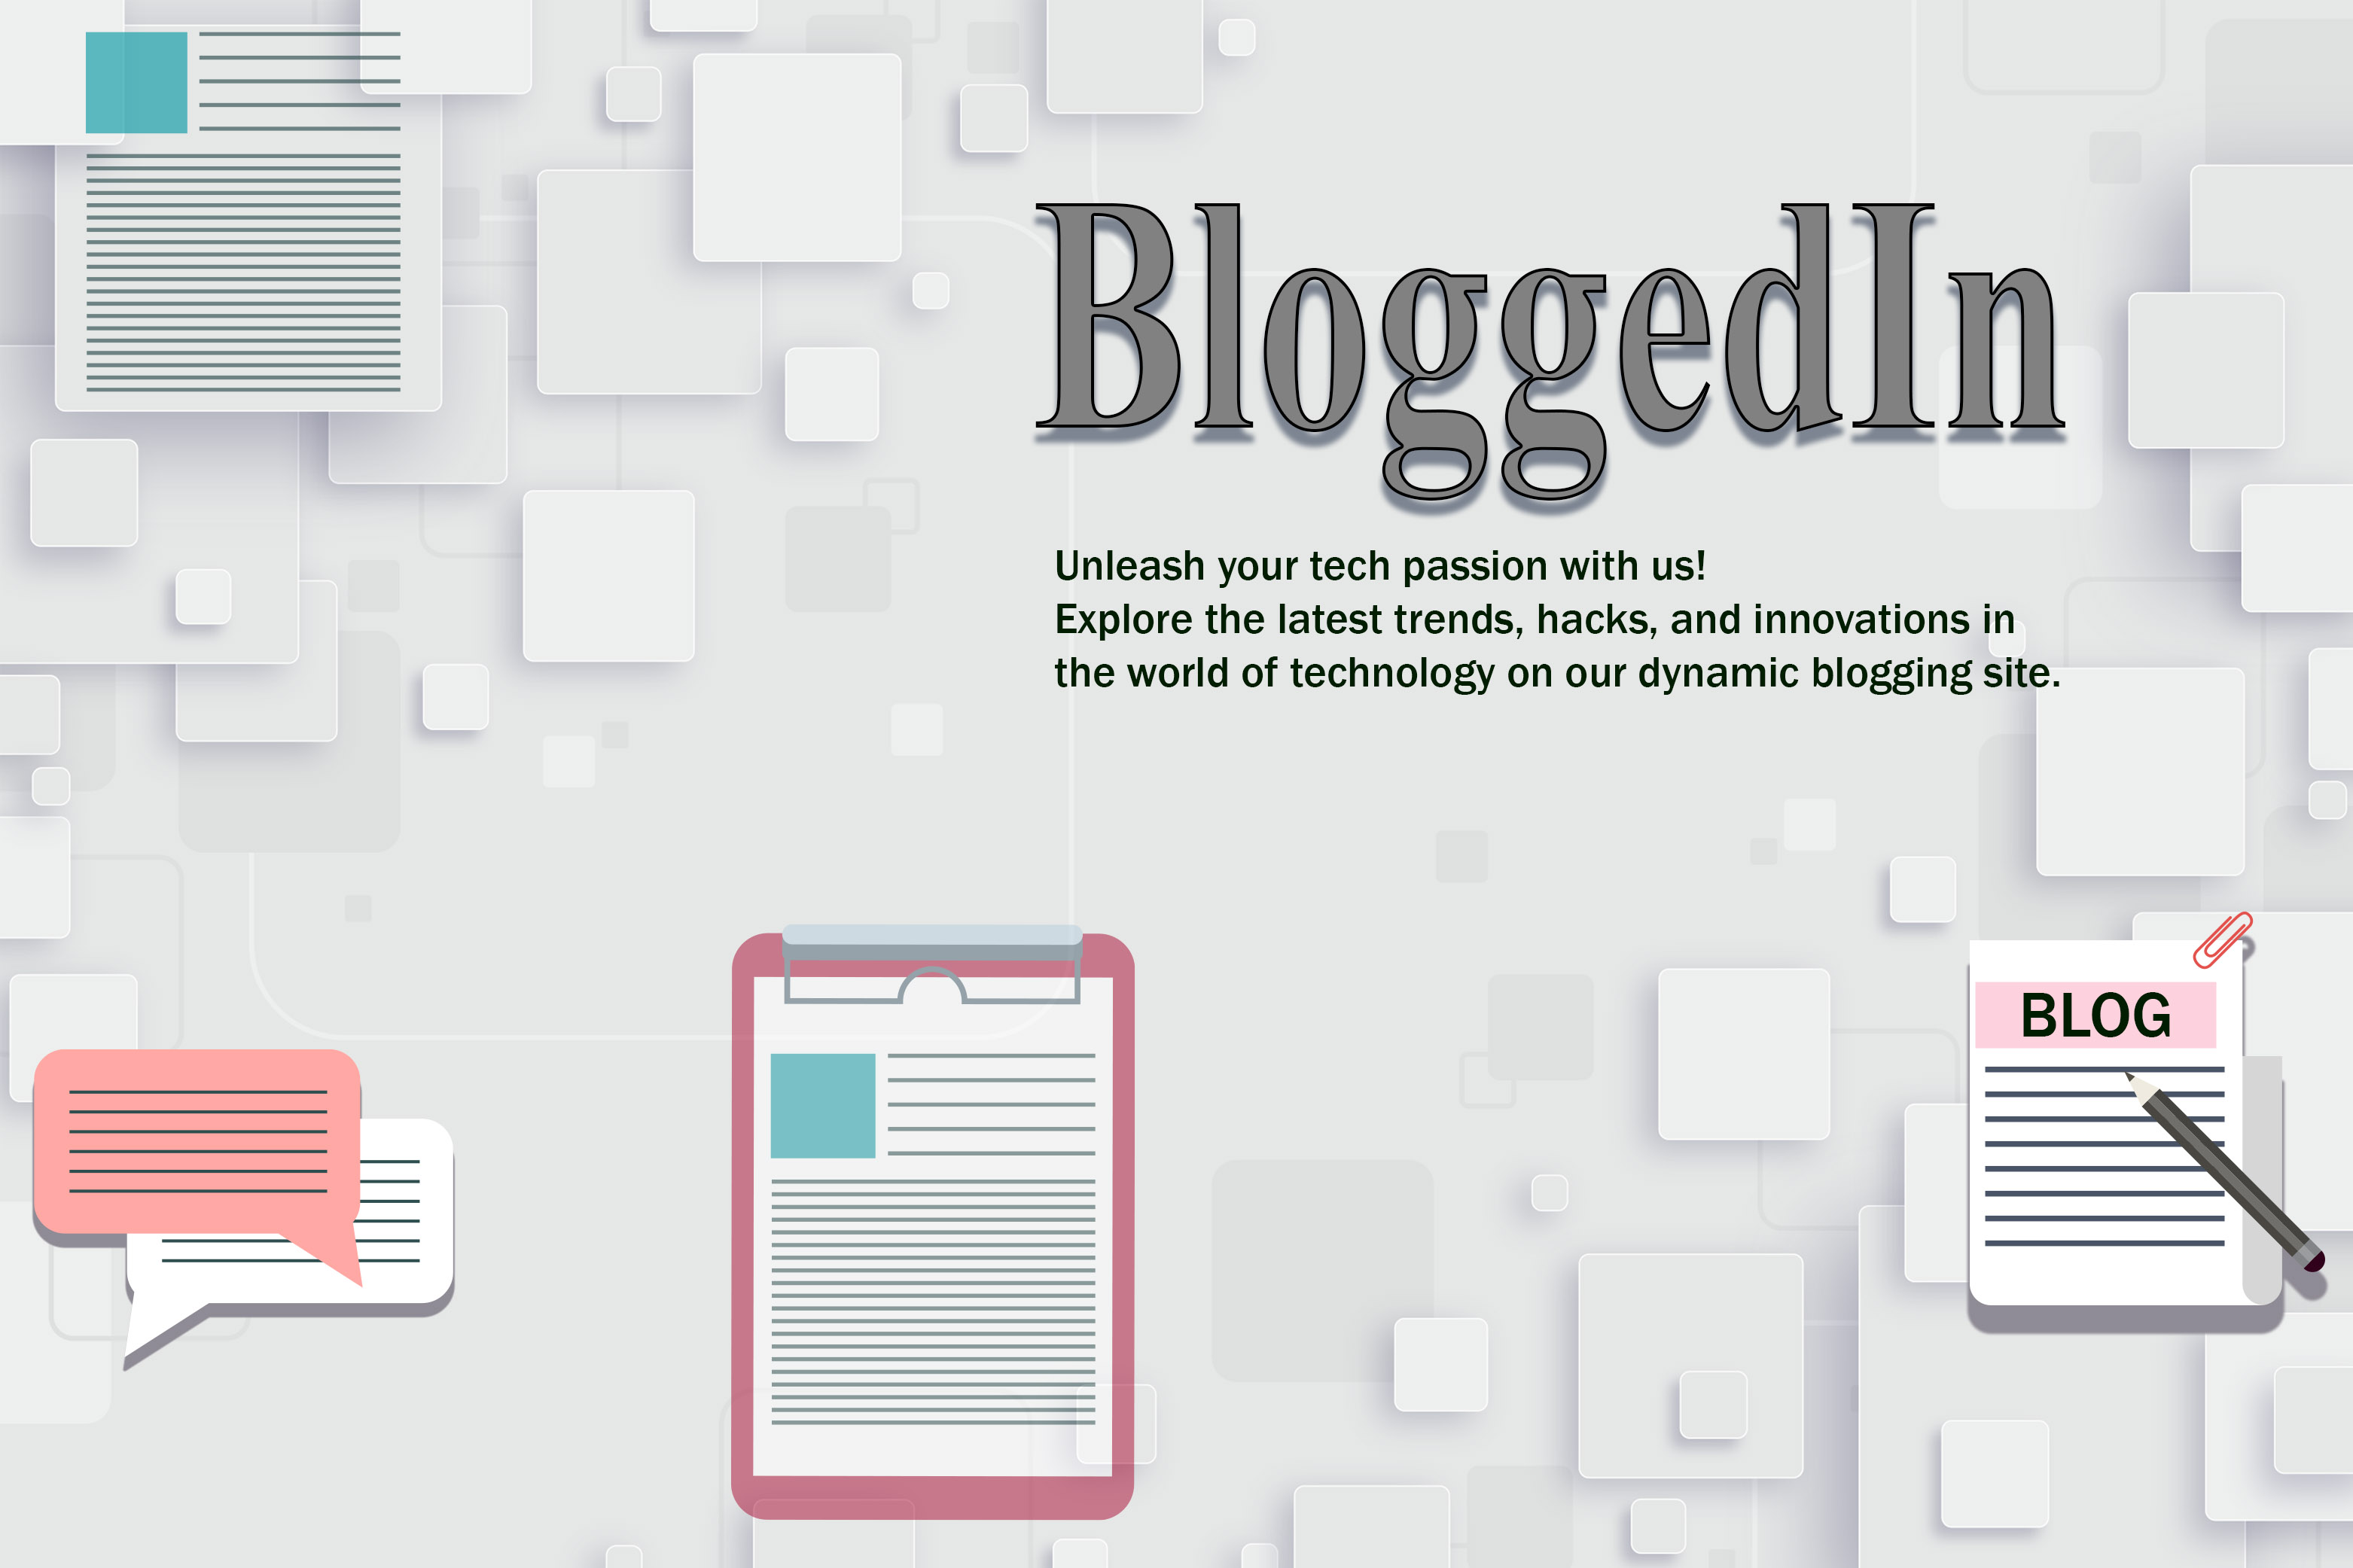 BloggedIn
Unleash your tech passion with us!
Explore the latest trends, hacks, and innovations in
the world of technology on our dynamic blogging site.
BLOG